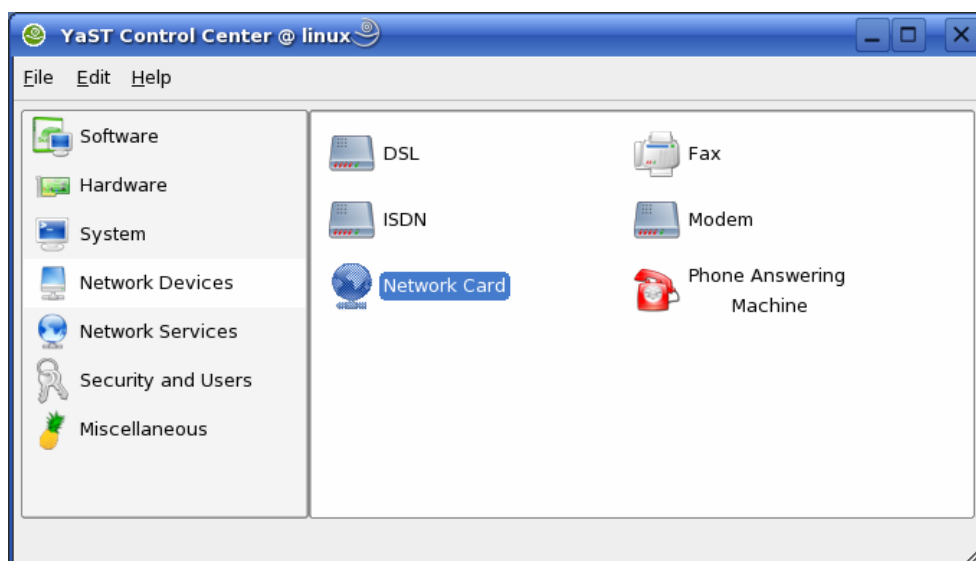 YaST Control Center @ linux
File Edit Help
Software
Hardware
System
Network Devices
Network Services
Security and Users
Miscellaneous
DSL
Fax
ISDN
Modem
Network Card
Phone Answering
Machine